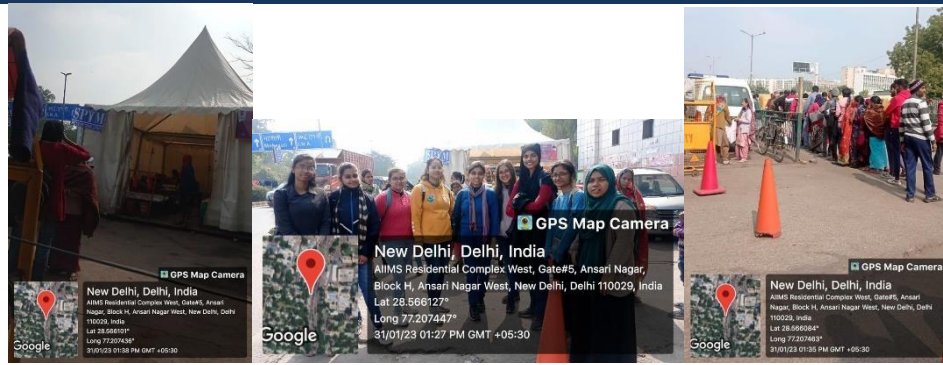 SPYM
GPS Map Camera
New Delhi, Delhi, India
AIIMS Residential Complex West, Gate#5, Ansari
Nagar, Block H, Ansari Nagar West, New Delhi, Delhi
110029, India
Lat 28.566101°
Long 77.207436°
31/01/23 01:38 PM GMT +05:30
Google
GPS Map Camera
New Delhi, Delhi, India
AIIMS Residential Complex West, Gate#5, Ansari Nagar,
Block H, Ansari Nagar West, New Delhi, Delhi 110029, India
Lat 28.566127°
Long 77.207447°
31/01/23 01:27 PM GMT +05:30
Google
GPS Map Camera
New Delhi, Delhi, India
AIIMS Residential Complex West, Gate#5, Ansari
Nagar, Block H, Ansari Nagar West, New Delhi, Delhi
110029, India
Lat 28.566084°
Long 77.207463°
31/01/23 01:35 PM GMT +05:30
Google